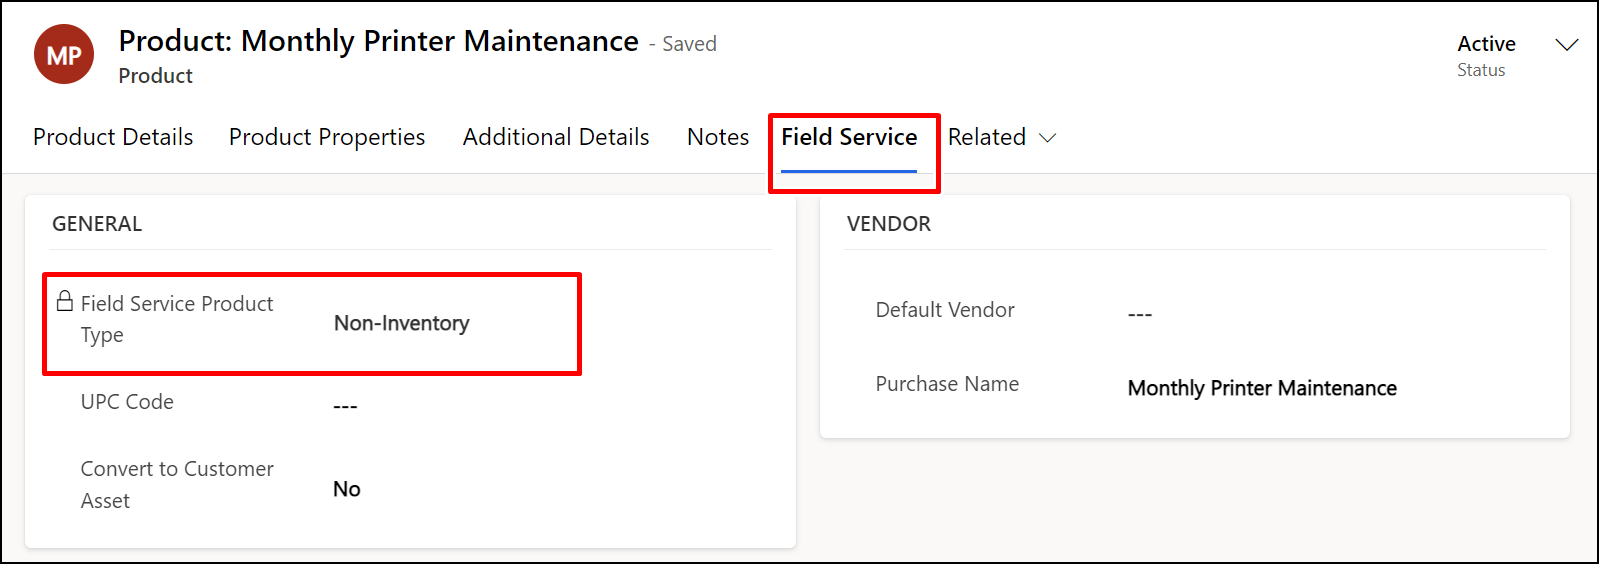 MP
Product: Monthly Printer Maintenance - Saved
Product
Active
Status
Product Details Product Properties Additional Details Notes Field Service Related
GENERAL
Field Service Product
Type
Non-Inventory
UPC Code
---
Convert to Customer
Asset
No
VENDOR
Default Vendor
---
Purchase Name
Monthly Printer Maintenance